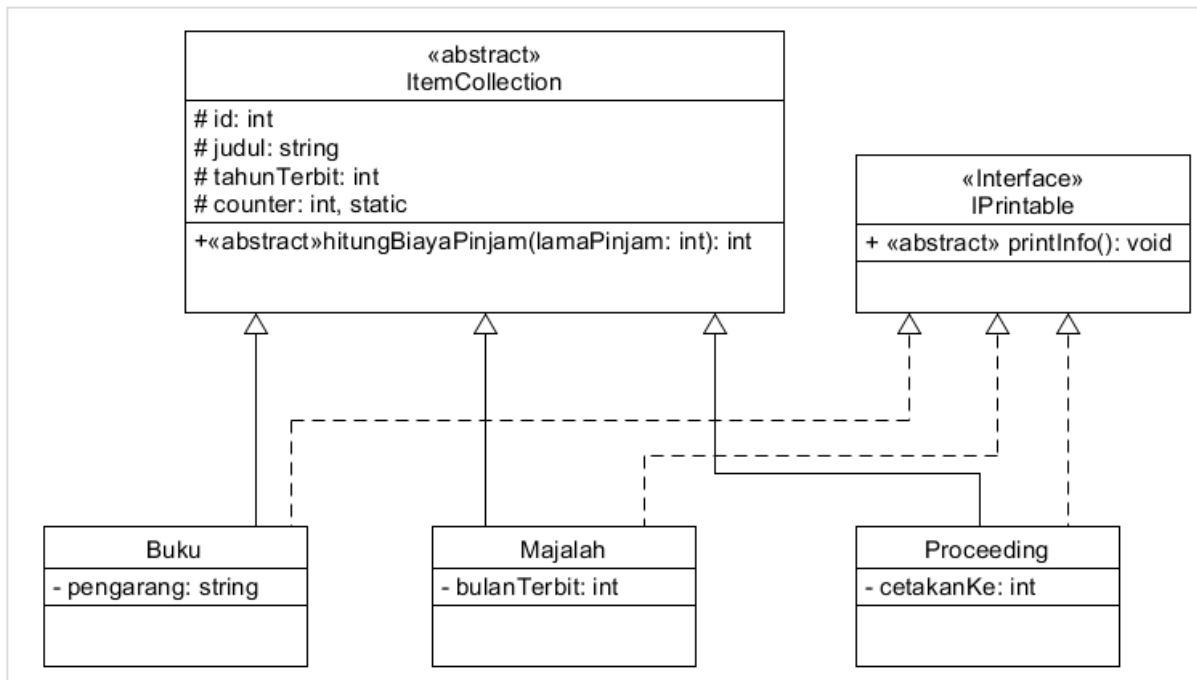 «abstract»
ItemCollection
# id: int
# judul: string
# tahunTerbit: int
# counter: int, static
+«abstract»hitungBiayaPinjam(lamaPinjam: int): int
«Interface»
IPrintable
+ «abstract» printInfo(): void
Buku
- pengarang: string
Majalah
- bulanTerbit: int
Proceeding
- cetakanKe: int